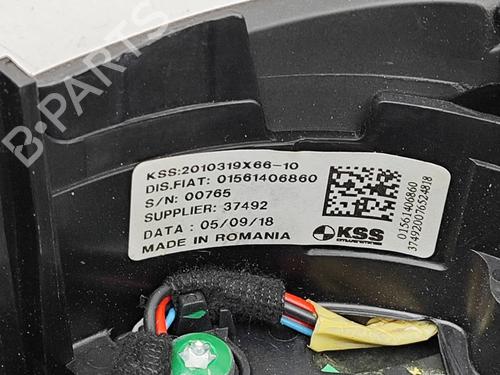 B-PARTS
KSS:2010319X66-10
DIS.FIAT: 01561406860
S/N: 00765
SUPPLIER: 37492
DATA : 05/09/18
MADE IN ROMANIA
KSS
01561406860
374920076524818